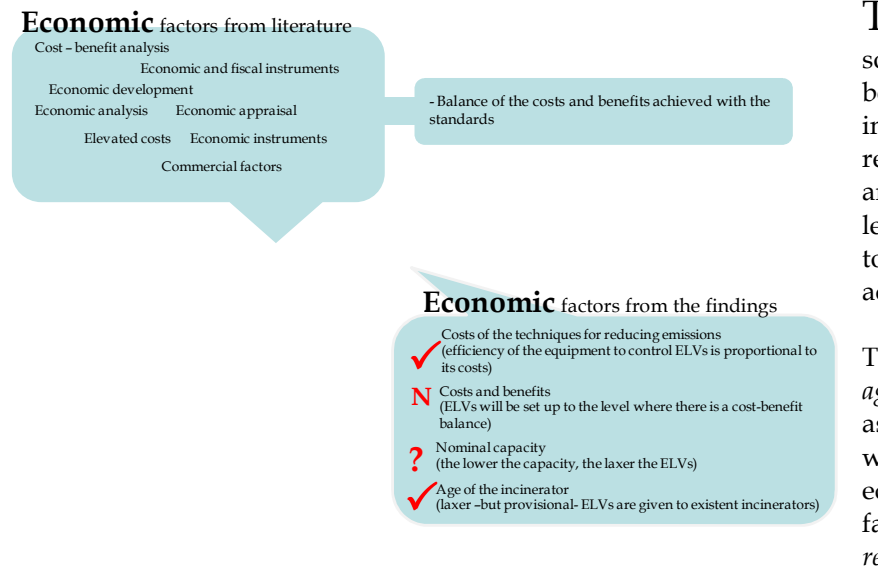 Economic factors from literature
Cost – benefit analysis
Economic and fiscal instruments
Economic development
Economic analysis Economic appraisal
Elevated costs Economic instruments
Commercial factors
- Balance of the costs and benefits achieved with the
standards
Economic factors from the findings
Costs of the techniques for reducing emissions
(efficiency of the equipment to control ELVs is proportional to
its costs)
N Costs and benefits
(ELVs will be set up to the level where there is a cost-benefit
balance)
? Nominal capacity
(the lower the capacity, the laxer the ELVs)
Age of the incinerator
(laxer –but provisional- ELVs are given to existent incinerators)